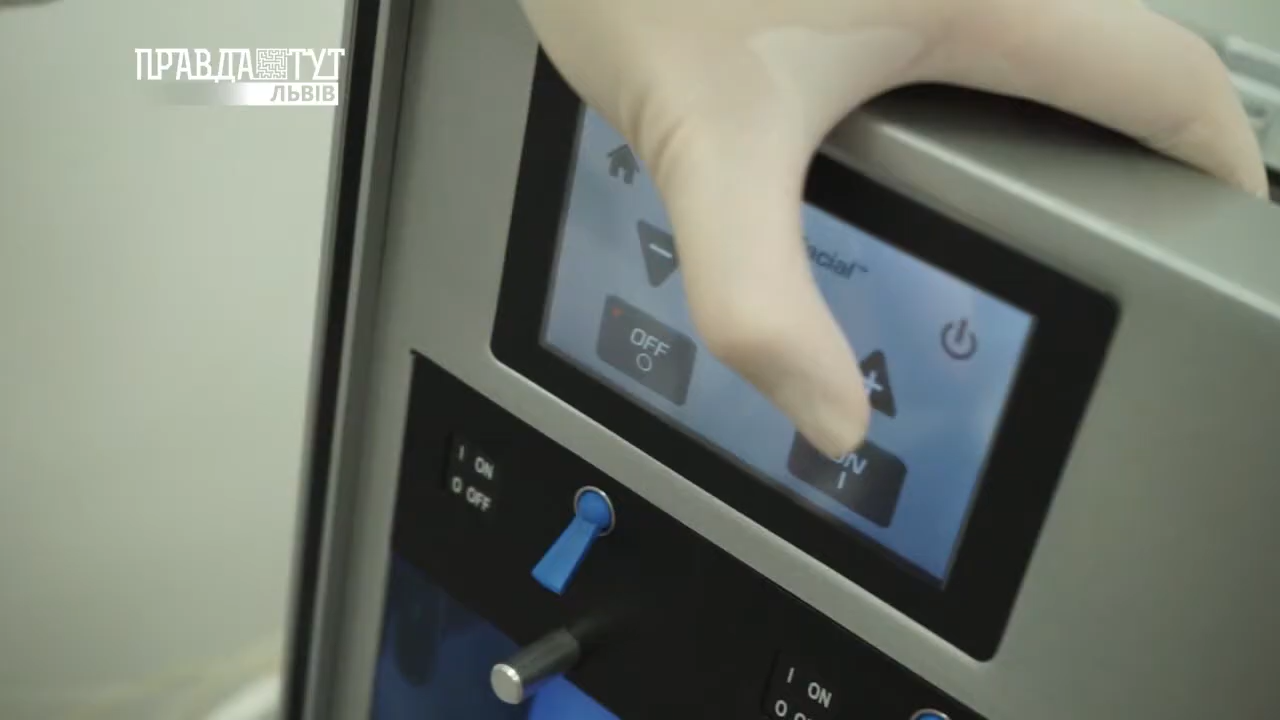 ПРАВДА ТУТ
ЛЬВІВ
OFF
ON
I
I ON
O OFF
I ON
O